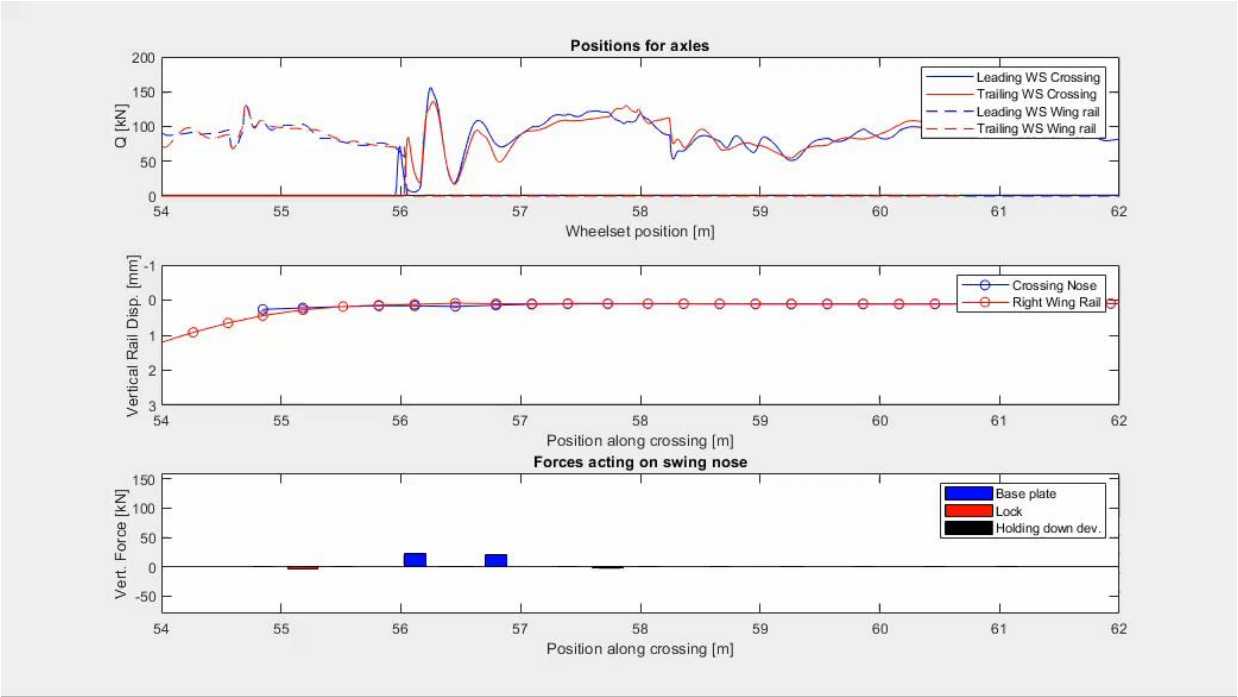 Positions for axles
200
150
100
50
0
Q [kN]
Leading WS Crossing
Trailing WS Crossing
Leading WS Wing rail
Trailing WS Wing rail
54 55 56 57 58 59 60 61 62
Wheelset position [m]
-1
0
1
2
3
Vertical Rail Disp. [mm]
Crossing Nose
Right Wing Rail
54 55 56 57 58 59 60 61 62
Position along crossing [m]
Forces acting on swing nose
150
100
50
0
-50
Vert. Force [kN]
Base plate
Lock
Holding down dev.
54 55 56 57 58 59 60 61 62
Position along crossing [m]